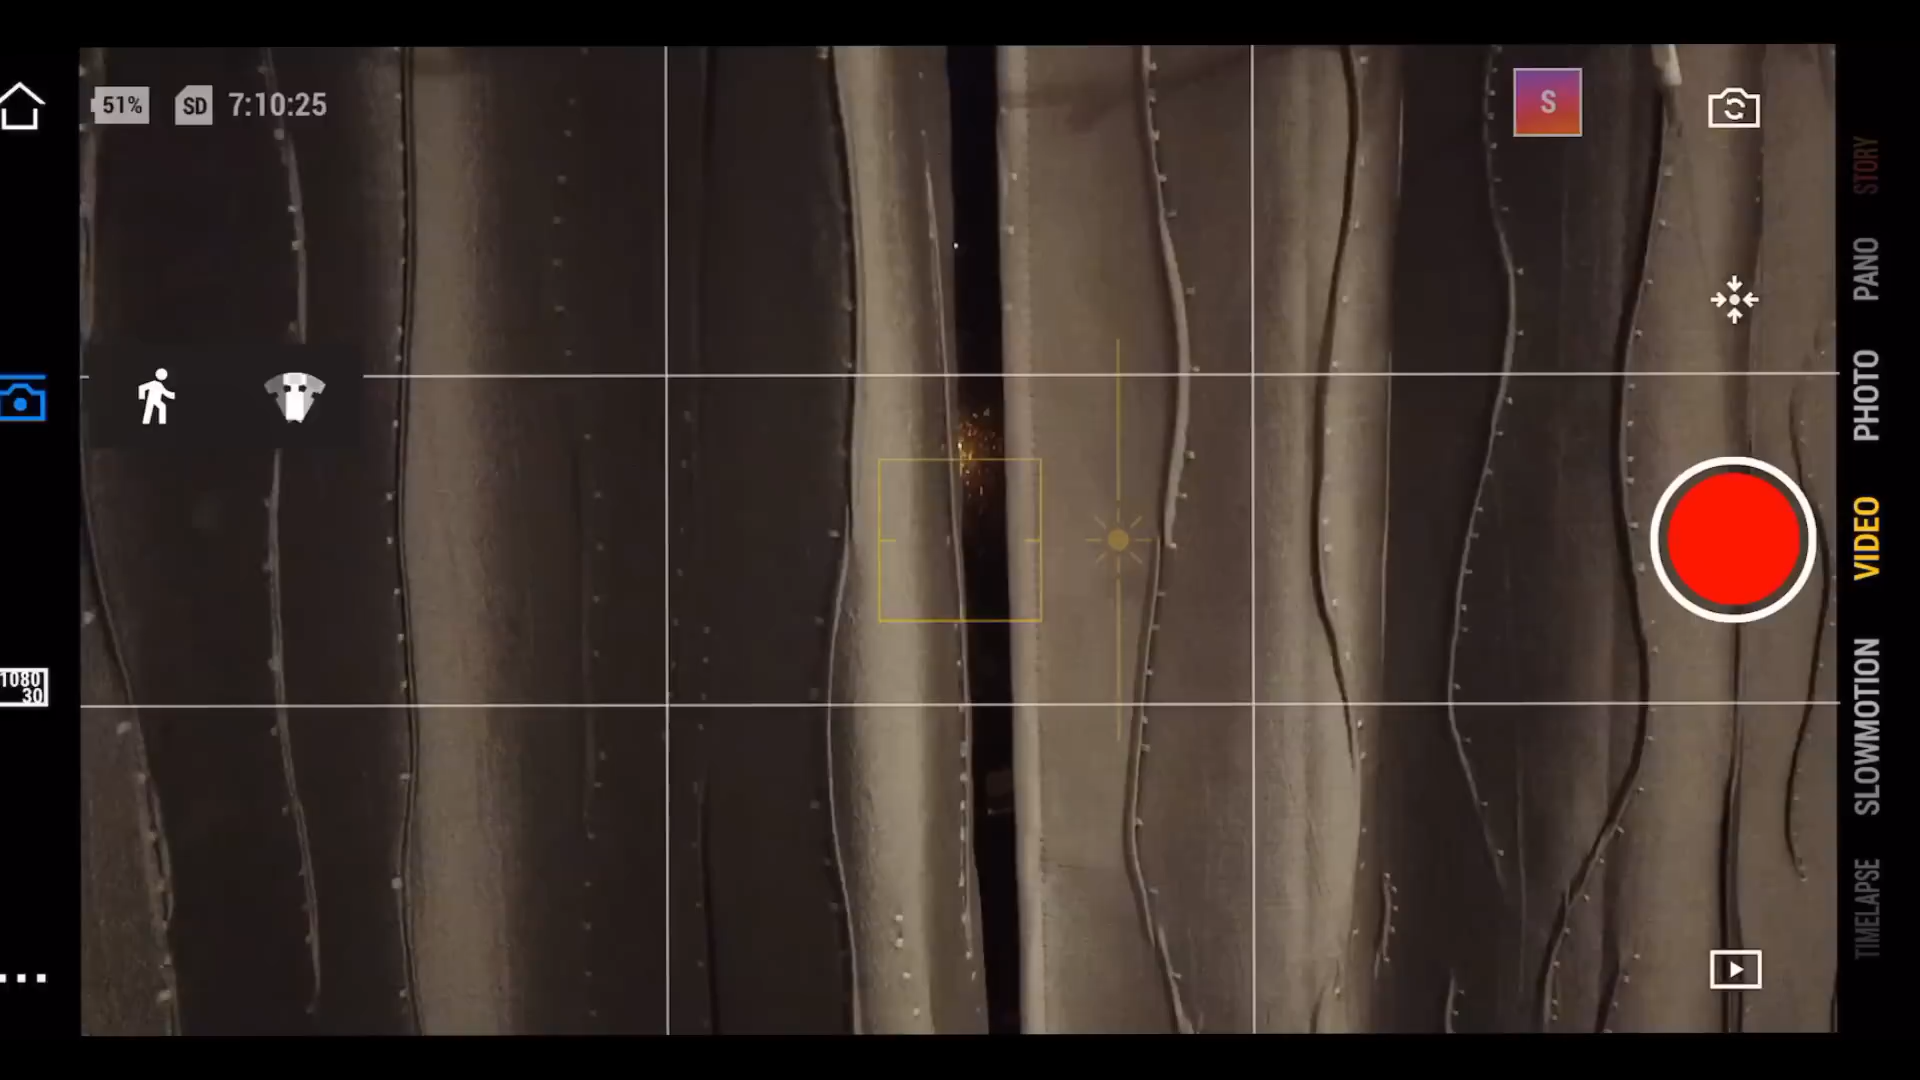 51%
SD
7:10:25
S
STORY
PANO
PHOTO
VIDEO
SLOWMOTION
TIMELAPSE
1080
30